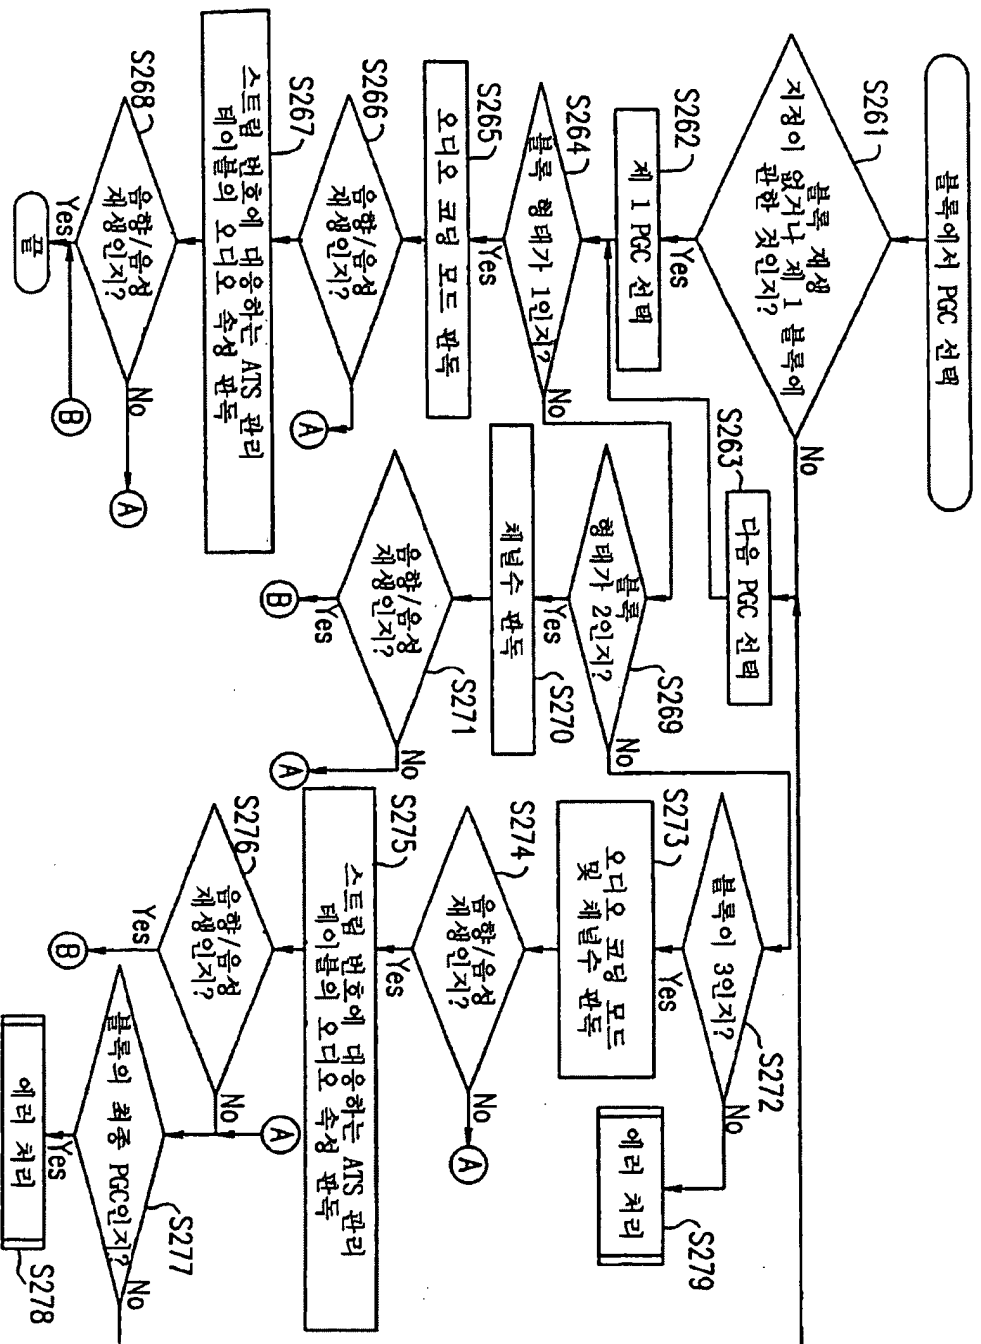 블록에서 PGC 선택
S261
블록 재생
지정이 없거나 제 1 블록에
관한 것인지?
Yes
No
S262
제 1 PGC 선택
S263
다음 PGC 선택
S264
블록 형태가 1인지?
Yes
No
S265
오디오 코딩 모드 판독
S266
음향/음성
재생인지?
A
S267
스트림 번호에 대응하는 ATS 관리
테이블의 오디오 속성 판독
S268
음향/음성
재생인지?
Yes
No
A
B
끝
S269
블록
형태가 2인지?
Yes
No
S270
채널수 판독
S271
음향/음성
재생인지?
Yes
No
B
A
S272
블록이 3인지?
Yes
No
S279
에러 처리
S273
오디오 코딩 모드
및 채널수 판독
S274
음향/음성
재생인지?
Yes
No
A
S275
스트림 번호에 대응하는 ATS 관리
테이블의 오디오 속성 판독
S276
음향/음성
재생인지?
Yes
No
B
A
S277
블록의 최종 PGC인지?
Yes
No
S278
에러 처리